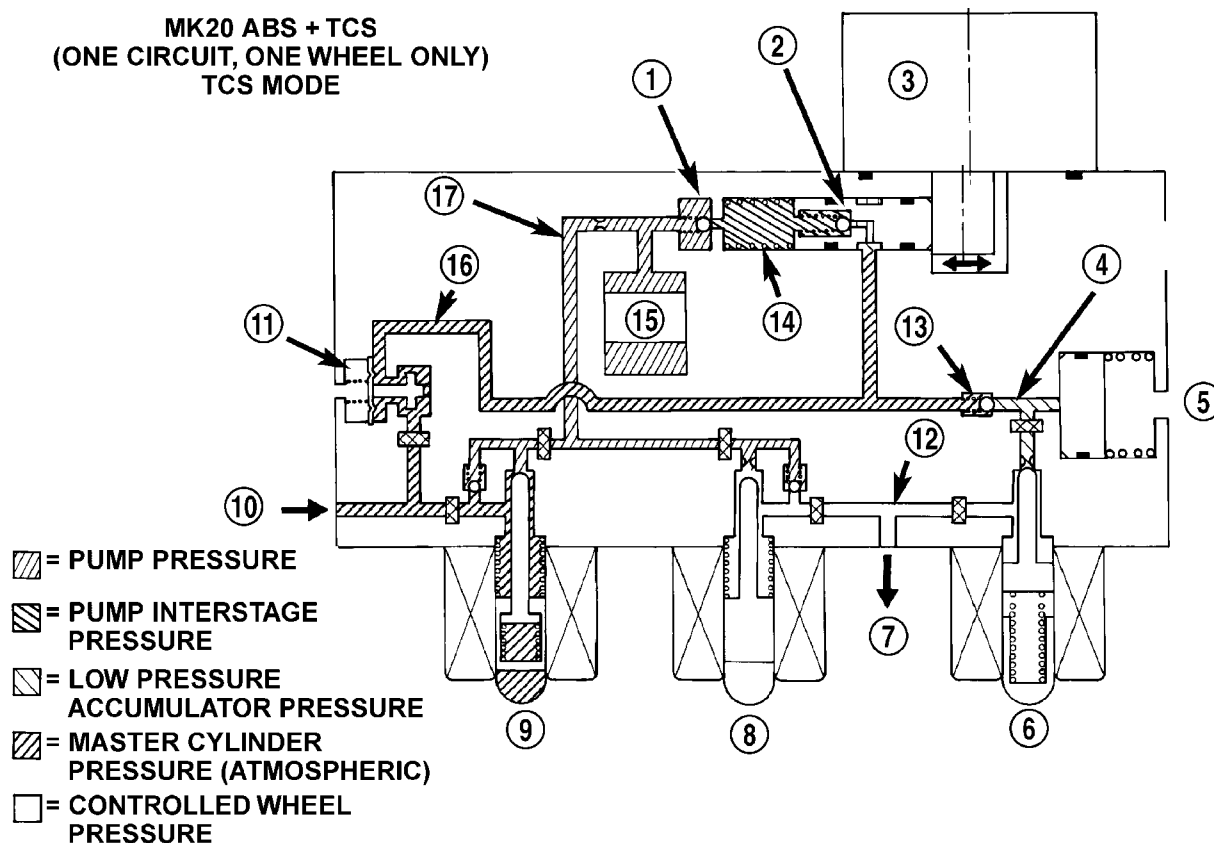 MK20 ABS + TCS
(ONE CIRCUIT, ONE WHEEL ONLY)
TCS MODE
1
2
3
17
16
4
11
15
14
13
5
12
10
= PUMP PRESSURE
= PUMP INTERSTAGE
PRESSURE
= LOW PRESSURE
ACCUMULATOR PRESSURE
= MASTER CYLINDER
PRESSURE (ATMOSPHERIC)
= CONTROLLED WHEEL
PRESSURE
7
9
8
6